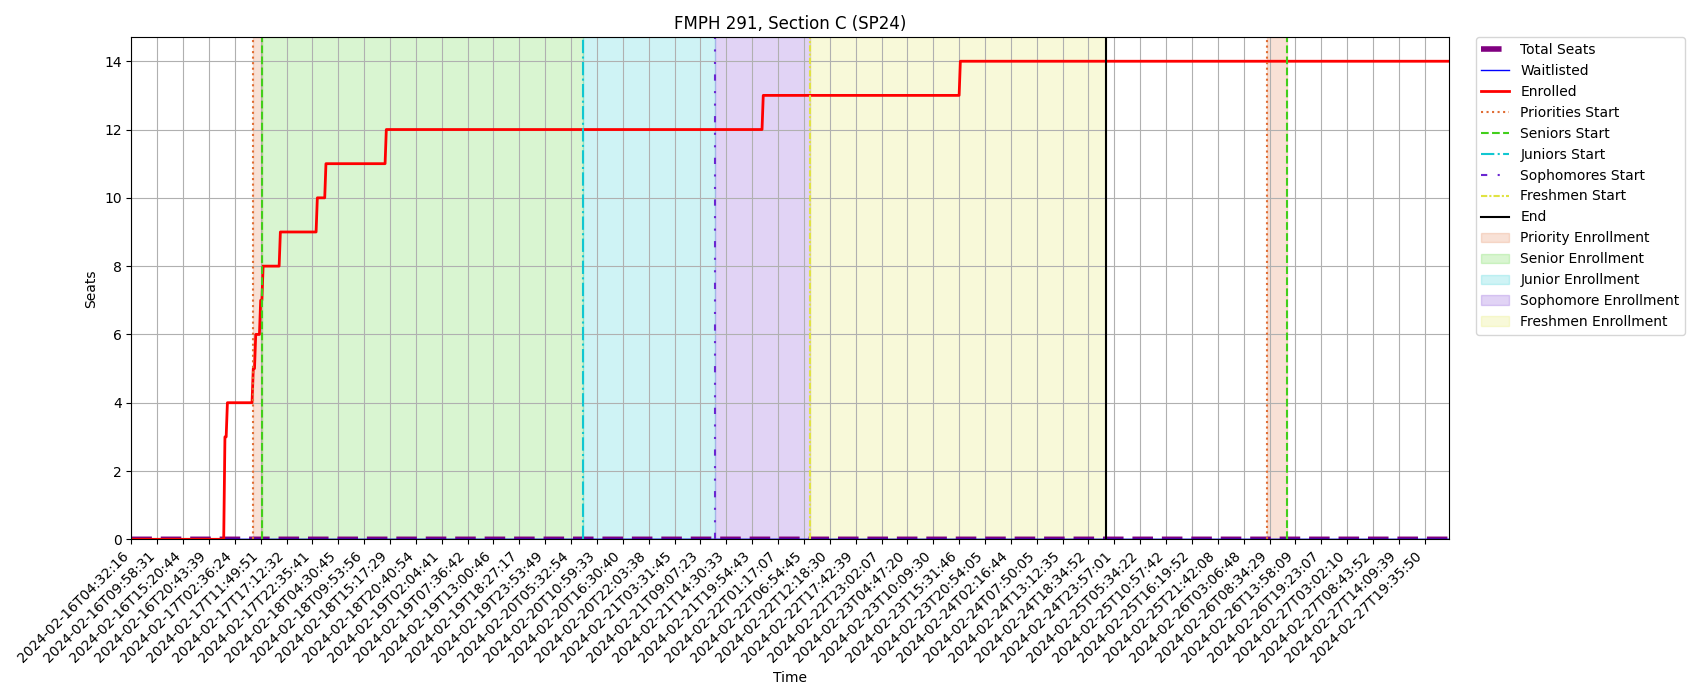 FMPH 291, Section C (SP24)
14
12
10
8
6
4
2
0
Seats
2024-02-16T04:32:16
2024-02-16T09:58:31
2024-02-16T15:20:44
2024-02-16T20:43:39
2024-02-17T02:36:24
2024-02-17T11:49:51
2024-02-17T17:12:32
2024-02-17T22:35:41
2024-02-18T04:30:45
2024-02-18T09:53:56
2024-02-18T15:17:29
2024-02-18T20:40:54
2024-02-19T02:04:41
2024-02-19T07:36:42
2024-02-19T13:00:46
2024-02-19T18:27:17
2024-02-19T23:53:49
2024-02-20T05:32:54
2024-02-20T10:59:33
2024-02-20T16:30:40
2024-02-20T22:03:38
2024-02-21T03:31:45
2024-02-21T09:07:23
2024-02-21T14:30:33
2024-02-21T19:54:43
2024-02-22T01:17:07
2024-02-22T06:54:45
2024-02-22T12:18:30
2024-02-22T17:42:39
2024-02-22T23:02:07
2024-02-23T04:47:20
2024-02-23T10:09:30
2024-02-23T15:31:46
2024-02-23T20:54:05
2024-02-24T02:16:44
2024-02-24T07:50:05
2024-02-24T13:12:35
2024-02-24T18:34:52
2024-02-24T23:57:01
2024-02-25T05:34:22
2024-02-25T10:57:42
2024-02-25T16:19:52
2024-02-25T21:42:08
2024-02-26T03:06:48
2024-02-26T08:34:29
2024-02-26T13:58:09
2024-02-26T19:23:07
2024-02-27T03:02:10
2024-02-27T08:43:52
2024-02-27T14:09:39
2024-02-27T19:35:50
Time
Total Seats
Waitlisted
Enrolled
Priorities Start
Seniors Start
Juniors Start
Sophomores Start
Freshmen Start
End
Priority Enrollment
Senior Enrollment
Junior Enrollment
Sophomore Enrollment
Freshmen Enrollment